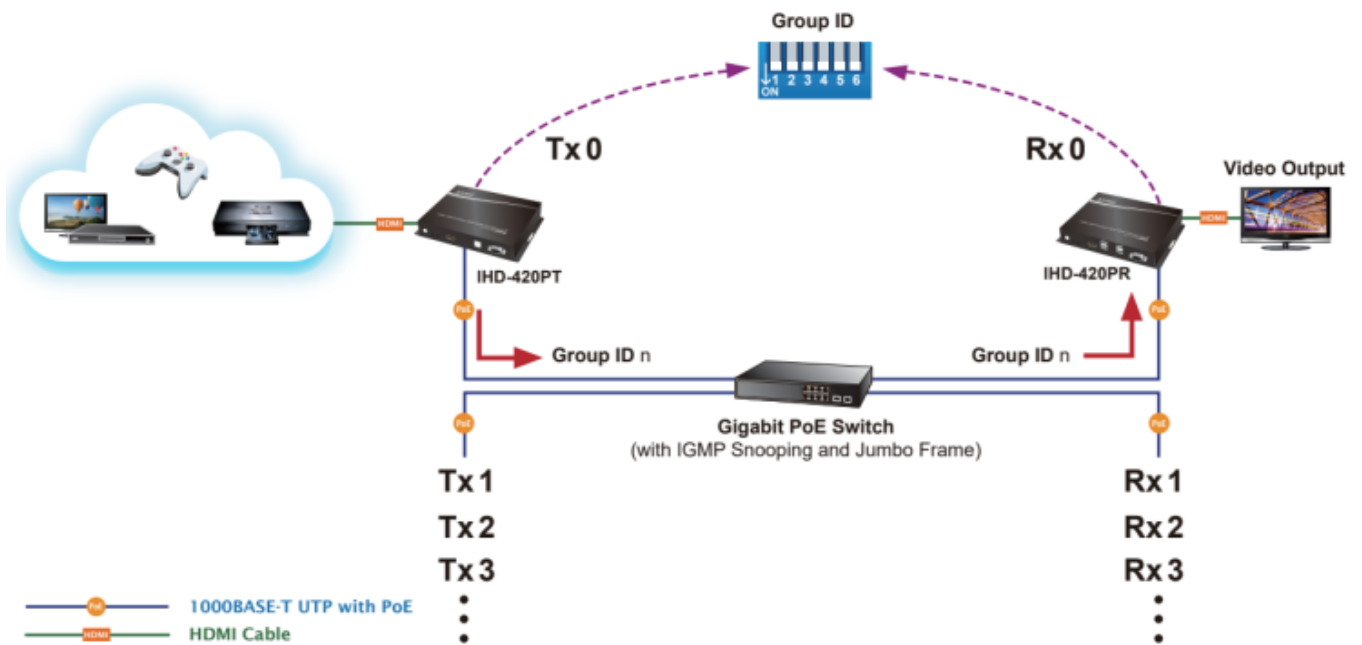 Group ID
1 2 3 4 5 6
ON
Tx 0
Rx 0
Video Output
HDMI
HDMI
IHD-420PT
IHD-420PR
PoE
PoE
Group ID n
Group ID n
Gigabit PoE Switch
(with IGMP Snooping and Jumbo Frame)
PoE
PoE
Tx 1
Rx 1
Tx 2
Rx 2
Tx 3
Rx 3
PoE
1000BASE-T UTP with PoE
HDMI
HDMI Cable